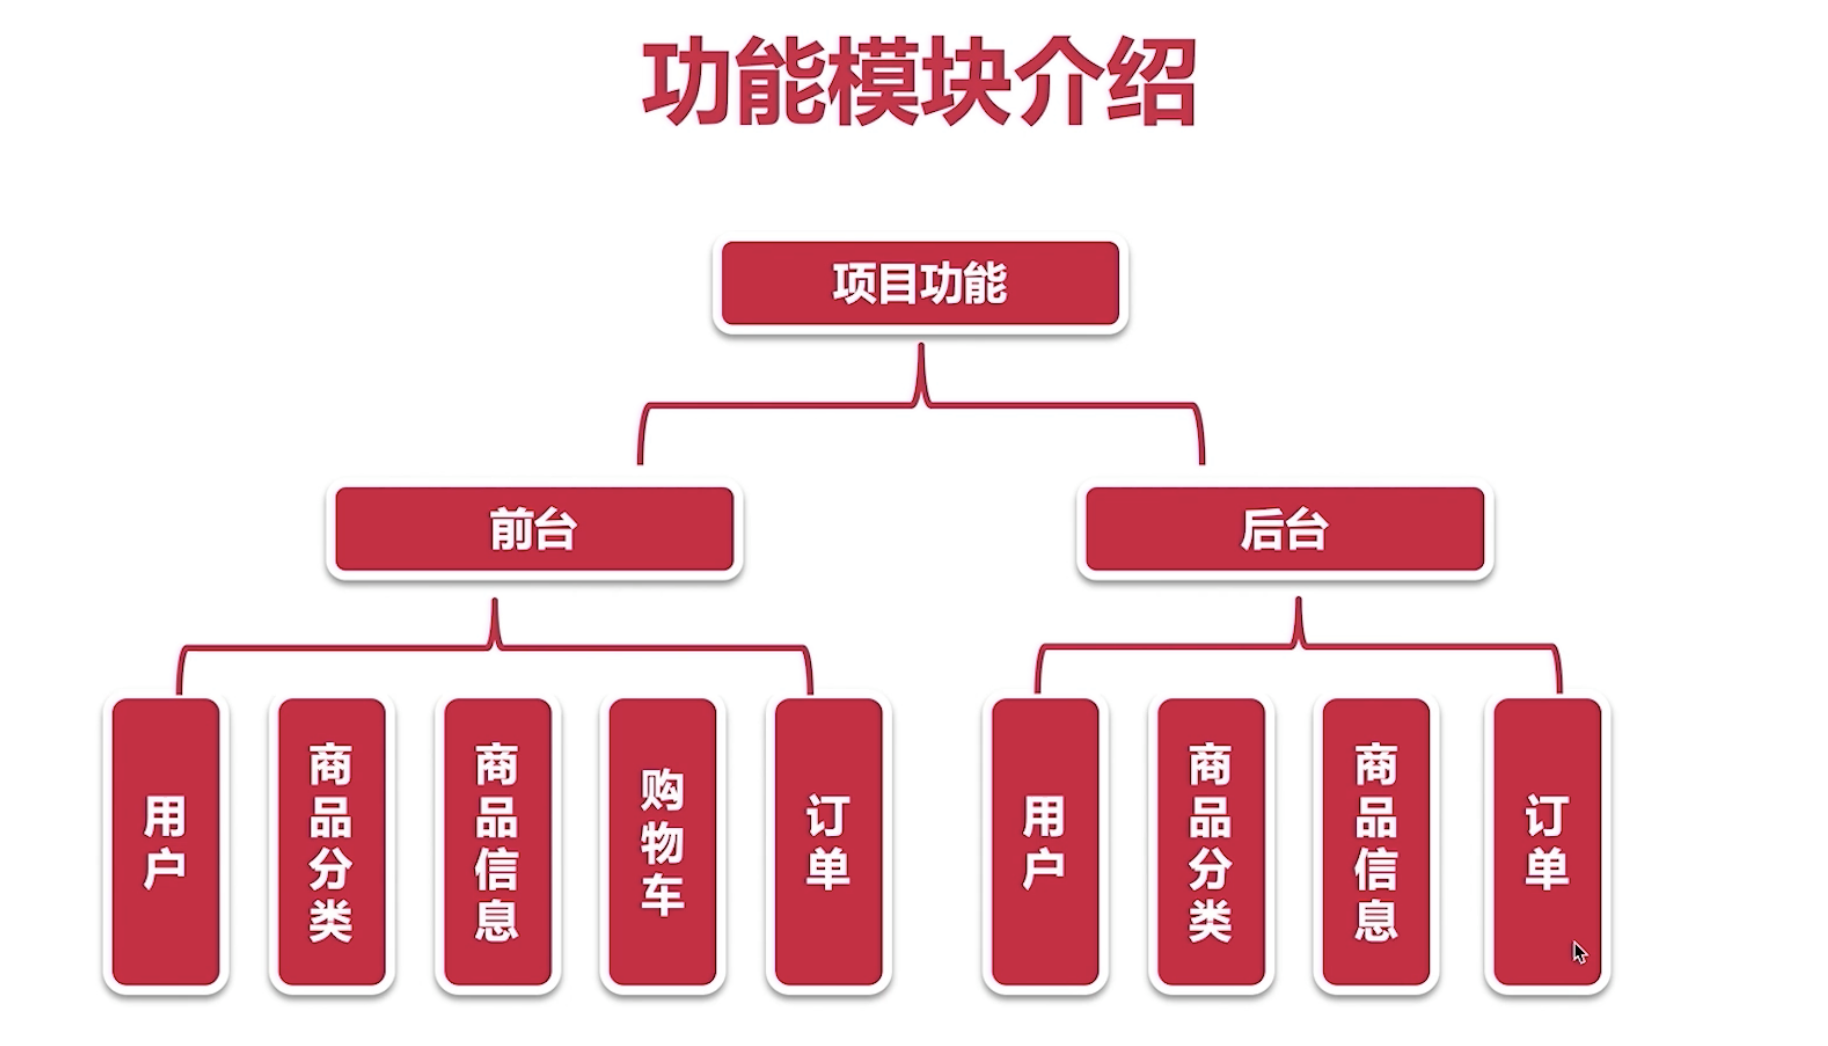 功能模块介绍
项目功能
前台
后台
用户
商品分类
商品信息
购物车
订单
用户
商品分类
商品信息
订单